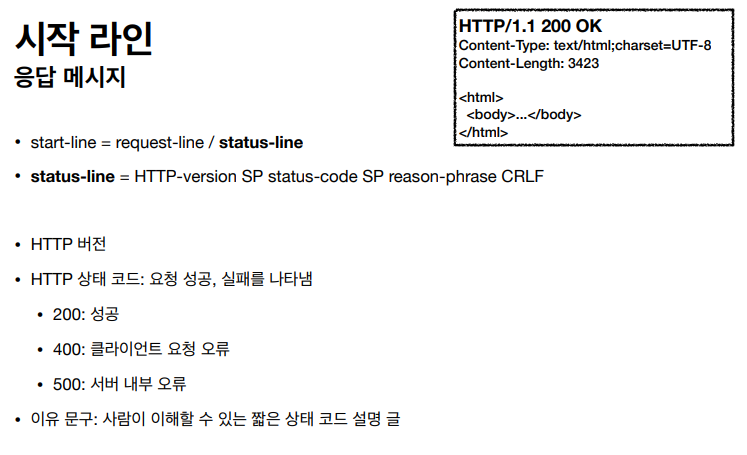 시작 라인
응답 메시지
HTTP/1.1 200 OK
Content-Type: text/html;charset=UTF-8
Content-Length: 3423
<html>
<body>...</body>
</html>
• start-line = request-line / status-line
• status-line = HTTP-version SP status-code SP reason-phrase CRLF
• HTTP 버전
• HTTP 상태 코드: 요청 성공, 실패를 나타냄
• 200: 성공
• 400: 클라이언트 요청 오류
• 500: 서버 내부 오류
• 이유 문구: 사람이 이해할 수 있는 짧은 상태 코드 설명 글